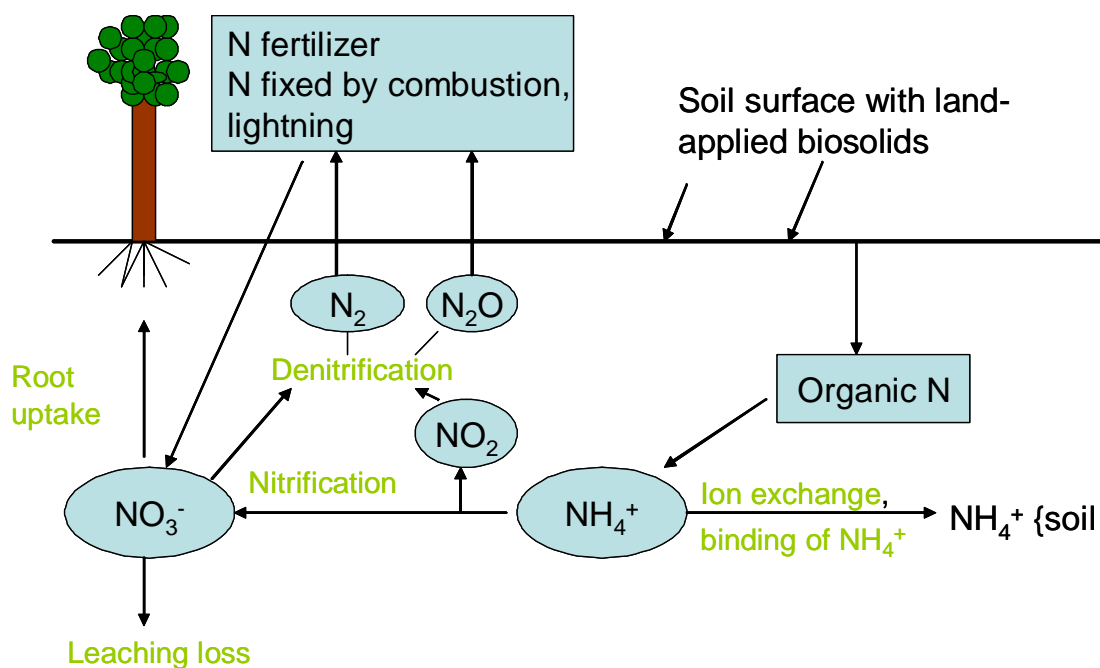 N fertilizer
N fixed by combustion,
lightning
Soil surface with land-
applied biosolids
N₂
N₂O
Root
uptake
Denitrification
Organic N
NO₂
Nitrification
NO₃⁻
NH₄⁺
Ion exchange,
binding of NH₄⁺
NH₄⁺ {soil
Leaching loss